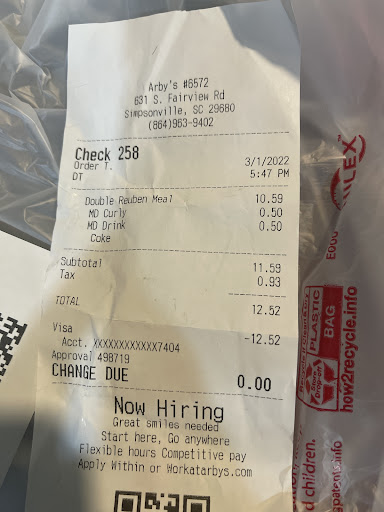 Arby's #6572
631 S. Fairview Rd
Simpsonville, SC 29680
(864)963-9402
Check 258
Order T. 3/1/2022
DT 5:47 PM
Double Reuben Meal 10.59
MD Curly 0.50
MD Drink 0.50
Coke
Subtotal 11.59
Tax 0.93
TOTAL 12.52
Visa -12.52
Acct. XXXXXXXXXXXX7404
Approval 498719
CHANGE DUE 0.00
Now Hiring
Great smiles needed
Start here, Go anywhere
Flexible hours Competitive pay
Apply Within or Workatarbys.com
ILEX™
PLASTIC
BAG
how2recycle.info
d children.